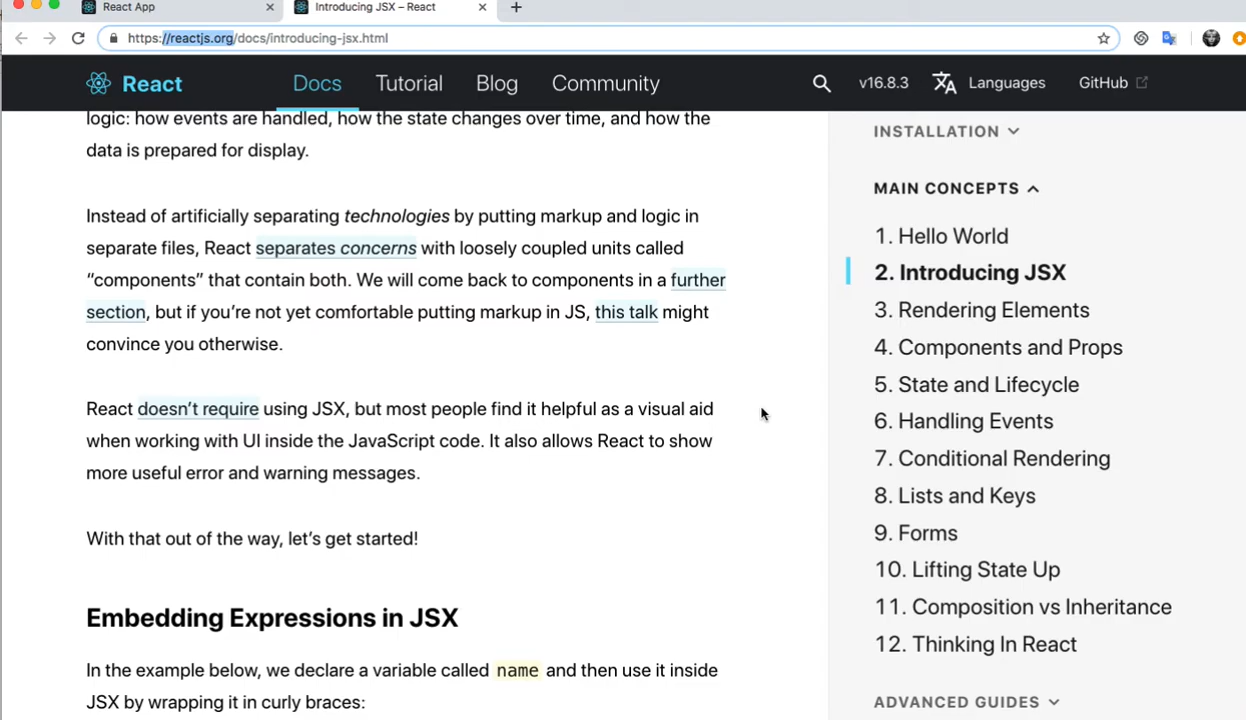 React App
Introducing JSX – React
https://reactjs.org/docs/introducing-jsx.html
React
Docs
Tutorial
Blog
Community
v16.8.3
Languages
GitHub
logic: how events are handled, how the state changes over time, and how the
data is prepared for display.
Instead of artificially separating technologies by putting markup and logic in
separate files, React separates concerns with loosely coupled units called
“components” that contain both. We will come back to components in a further
section, but if you’re not yet comfortable putting markup in JS, this talk might
convince you otherwise.
React doesn’t require using JSX, but most people find it helpful as a visual aid
when working with UI inside the JavaScript code. It also allows React to show
more useful error and warning messages.
With that out of the way, let’s get started!
Embedding Expressions in JSX
In the example below, we declare a variable called name and then use it inside
JSX by wrapping it in curly braces:
INSTALLATION
MAIN CONCEPTS
1. Hello World
2. Introducing JSX
3. Rendering Elements
4. Components and Props
5. State and Lifecycle
6. Handling Events
7. Conditional Rendering
8. Lists and Keys
9. Forms
10. Lifting State Up
11. Composition vs Inheritance
12. Thinking In React
ADVANCED GUIDES